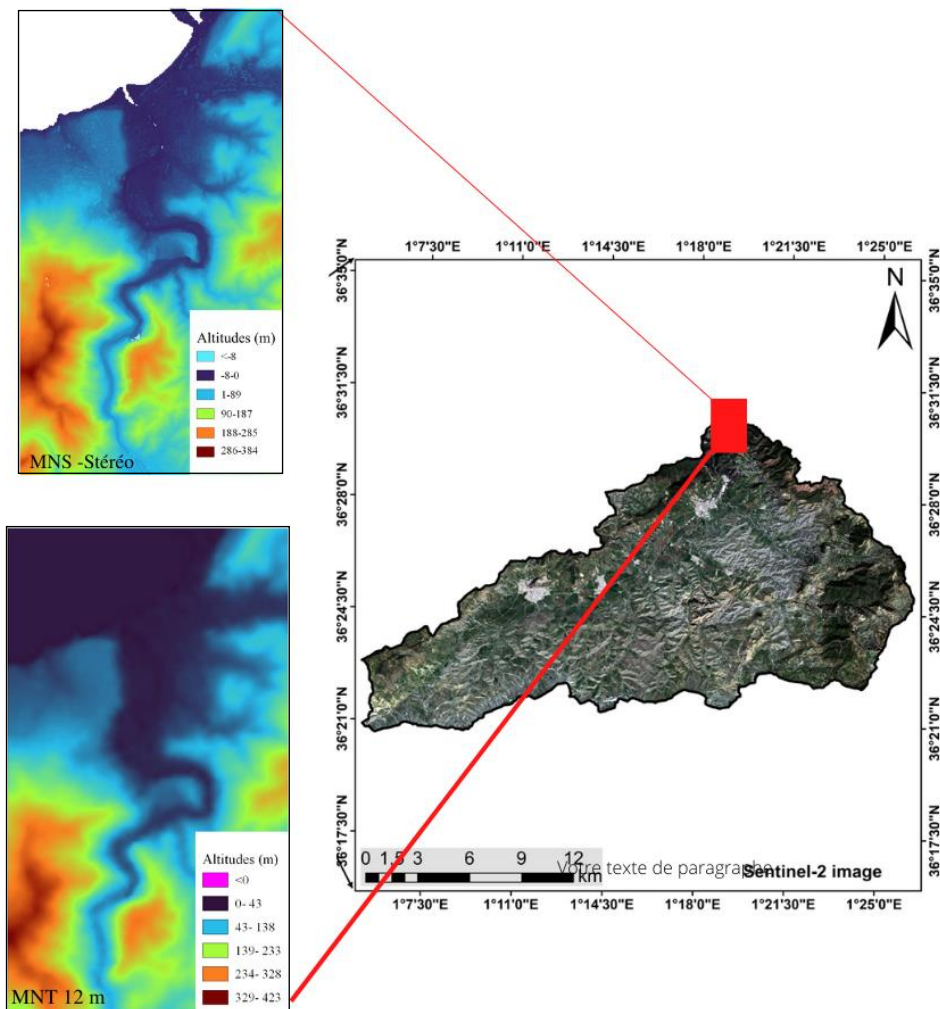 Altitudes (m)
<-8
-8-0
1-89
90-187
188-285
286-384
MNS -Stéréo
1°7'30"E 1°11'0"E 1°14'30"E 1°18'0"E 1°21'30"E 1°25'0"E
36°35'0"N
36°31'30"N
36°28'0"N
36°24'30"N
36°21'0"N
36°17'30"N
N
36°35'0"N
36°31'30"N
36°28'0"N
36°24'30"N
36°21'0"N
36°17'30"N
0 1.5 3 6 9 12
km
Votre texte de paragraphe
Sentinel-2 image
1°7'30"E 1°11'0"E 1°14'30"E 1°18'0"E 1°21'30"E 1°25'0"E
Altitudes (m)
<0
0- 43
43- 138
139- 233
234- 328
329- 423
MNT 12 m